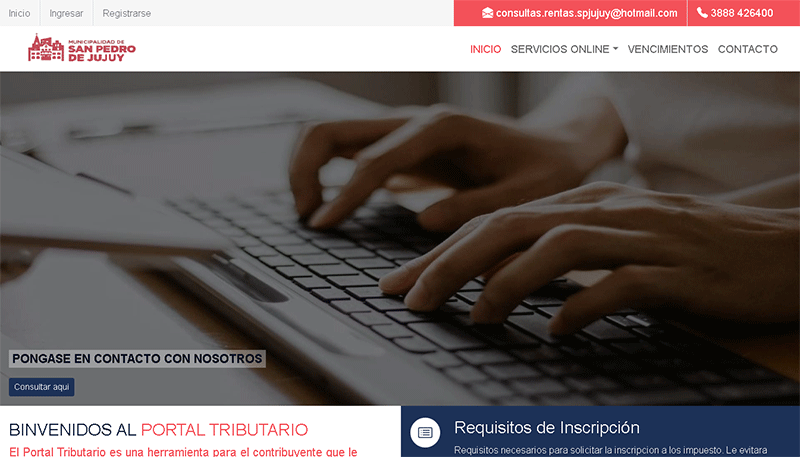 Inicio Ingresar Registrarse consultas.rentas.spjujuy@hotmail.com 3888 426400
MUNICIPALIDAD DE
SAN PEDRO
DE JUJUY
INICIO SERVICIOS ONLINE VENCIMIENTOS CONTACTO
PONGASE EN CONTACTO CON NOSOTROS
Consultar aqui
BINVENIDOS AL PORTAL TRIBUTARIO
El Portal Tributario es una herramienta para el contribuyente que le
Requisitos de Inscripción
Requisitos necesarios para solicitar la inscripcion a los impuesto. Le evitara